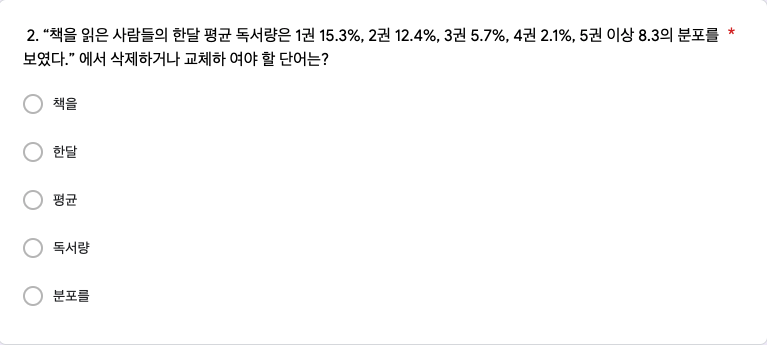 2. “책을 읽은 사람들의 한달 평균 독서량은 1권 15.3%, 2권 12.4%, 3권 5.7%, 4권 2.1%, 5권 이상 8.3의 분포를 *
보였다.” 에서 삭제하거나 교체하 여야 할 단어는?
책을
한달
평균
독서량
분포를